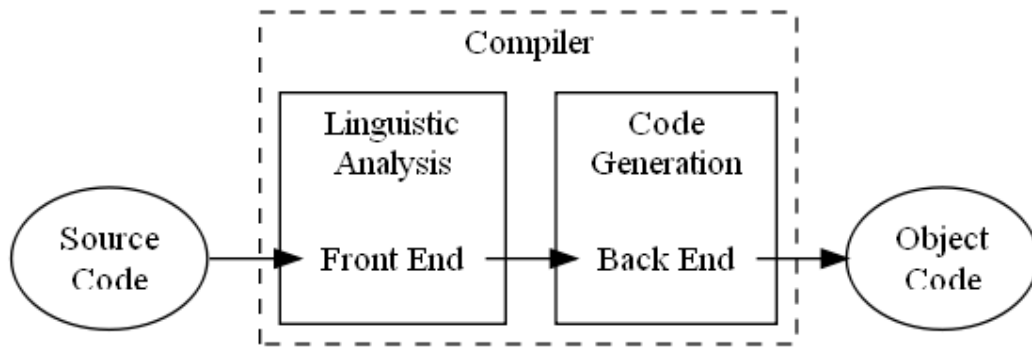 Compiler
Linguistic
Analysis
Code
Generation
Source
Code
Front End
Back End
Object
Code